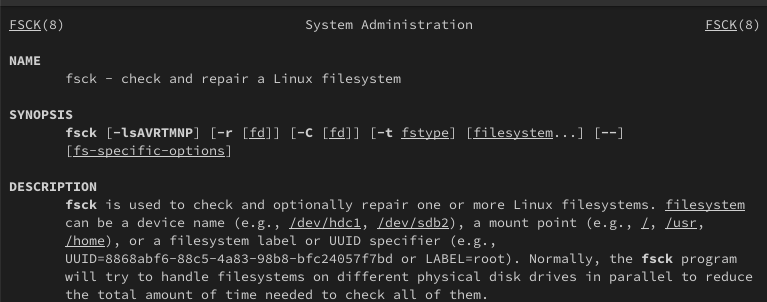 FSCK(8) System Administration FSCK(8)
NAME
fsck - check and repair a Linux filesystem
SYNOPSIS
fsck [-lsAVRTMNP] [-r [fd]] [-C [fd]] [-t fstype] [filesystem...] [--]
[fs-specific-options]
DESCRIPTION
fsck is used to check and optionally repair one or more Linux filesystems. filesystem
can be a device name (e.g., /dev/hdc1, /dev/sdb2), a mount point (e.g., /, /usr,
/home), or a filesystem label or UUID specifier (e.g.,
UUID=8868abf6-88c5-4a83-98b8-bfc24057f7bd or LABEL=root). Normally, the fsck program
will try to handle filesystems on different physical disk drives in parallel to reduce
the total amount of time needed to check all of them.